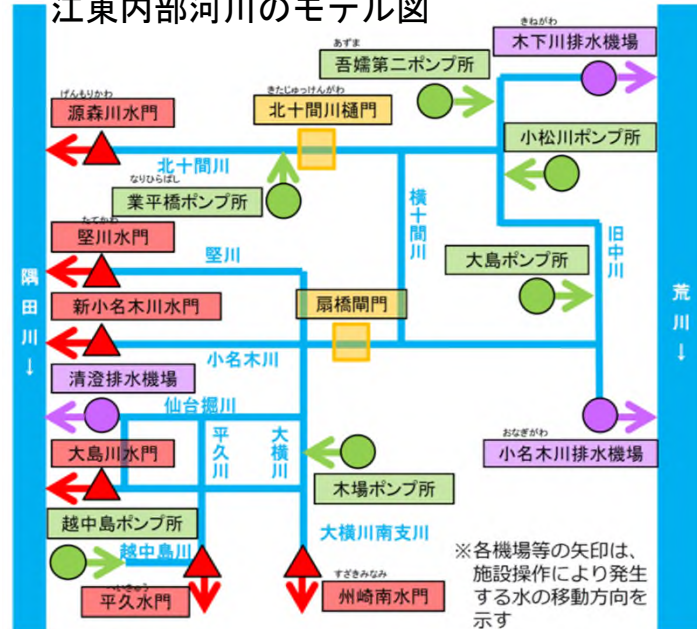 江東内部河川のモデル図
きねがわ
木下川排水機場
あずま
吾嬬第二ポンプ所
げんもりかわ
源森川水門
きたじゅっけんがわ
北十間川樋門
小松川ポンプ所
北十間川
なりひらばし
業平橋ポンプ所
横十間川
旧中川
たてかわ
竪川水門
竪川
大島ポンプ所
隅田川↓
荒川↓
新小名木川水門
扇橋閘門
小名木川
清澄排水機場
仙台堀川
平久川
大横川
おなぎがわ
小名木川排水機場
大島川水門
木場ポンプ所
越中島ポンプ所
越中島川
大横川南支川
へいきゅう
平久水門
すざきみなみ
州崎南水門
※各機場等の矢印は、
施設操作により発生
する水の移動方向を
示す